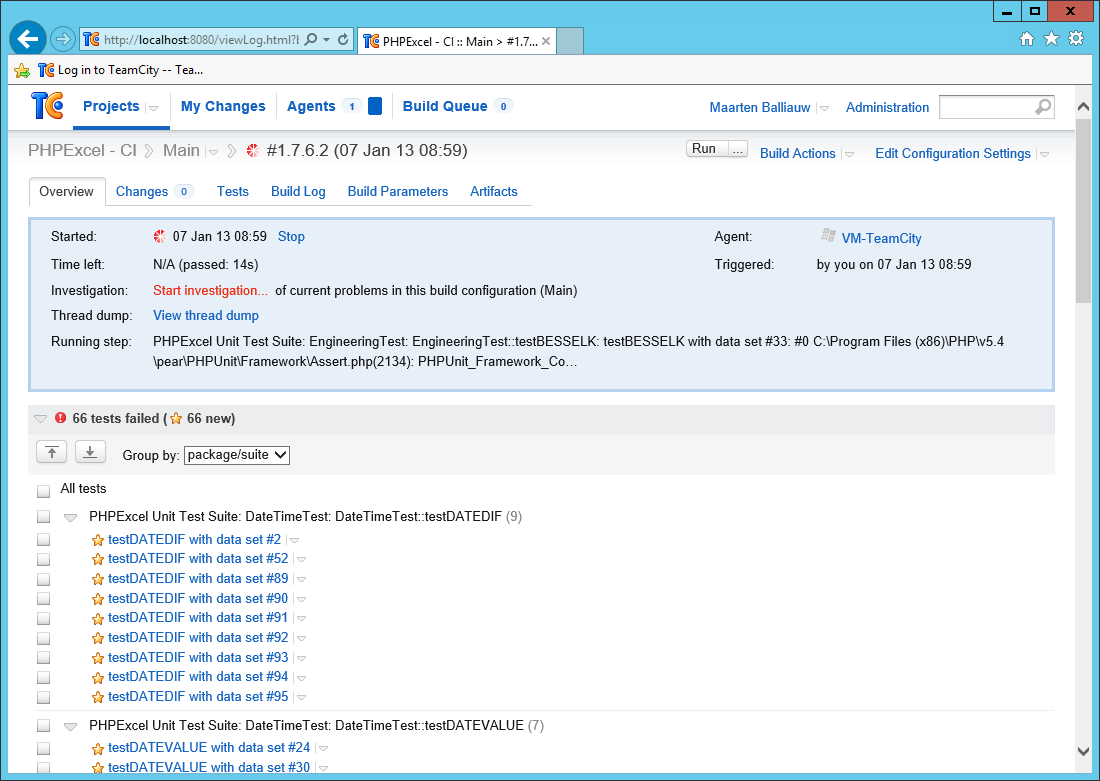 http://localhost:8080/viewLog.html?
PHPExcel - CI :: Main > #1.7...
Log in to TeamCity -- Tea...
TC Projects My Changes Agents 1 Build Queue 0 Maarten Balliauw Administration
PHPExcel - CI Main #1.7.6.2 (07 Jan 13 08:59) Run ... Build Actions Edit Configuration Settings
Overview Changes 0 Tests Build Log Build Parameters Artifacts
Started: 07 Jan 13 08:59 Stop Agent: VM-TeamCity
Time left: N/A (passed: 14s) Triggered: by you on 07 Jan 13 08:59
Investigation: Start investigation... of current problems in this build configuration (Main)
Thread dump: View thread dump
Running step: PHPExcel Unit Test Suite: EngineeringTest: EngineeringTest::testBESSELK: testBESSELK with data set #33: #0 C:\Program Files (x86)\PHP\v5.4
\pear\PHPUnit\Framework\Assert.php(2134): PHPUnit_Framework_Co...
66 tests failed ( 66 new)
Group by: package/suite
All tests
PHPExcel Unit Test Suite: DateTimeTest: DateTimeTest::testDATEDIF (9)
testDATEDIF with data set #2
testDATEDIF with data set #52
testDATEDIF with data set #89
testDATEDIF with data set #90
testDATEDIF with data set #91
testDATEDIF with data set #92
testDATEDIF with data set #93
testDATEDIF with data set #94
testDATEDIF with data set #95
PHPExcel Unit Test Suite: DateTimeTest: DateTimeTest::testDATEVALUE (7)
testDATEVALUE with data set #24
testDATEVALUE with data set #30